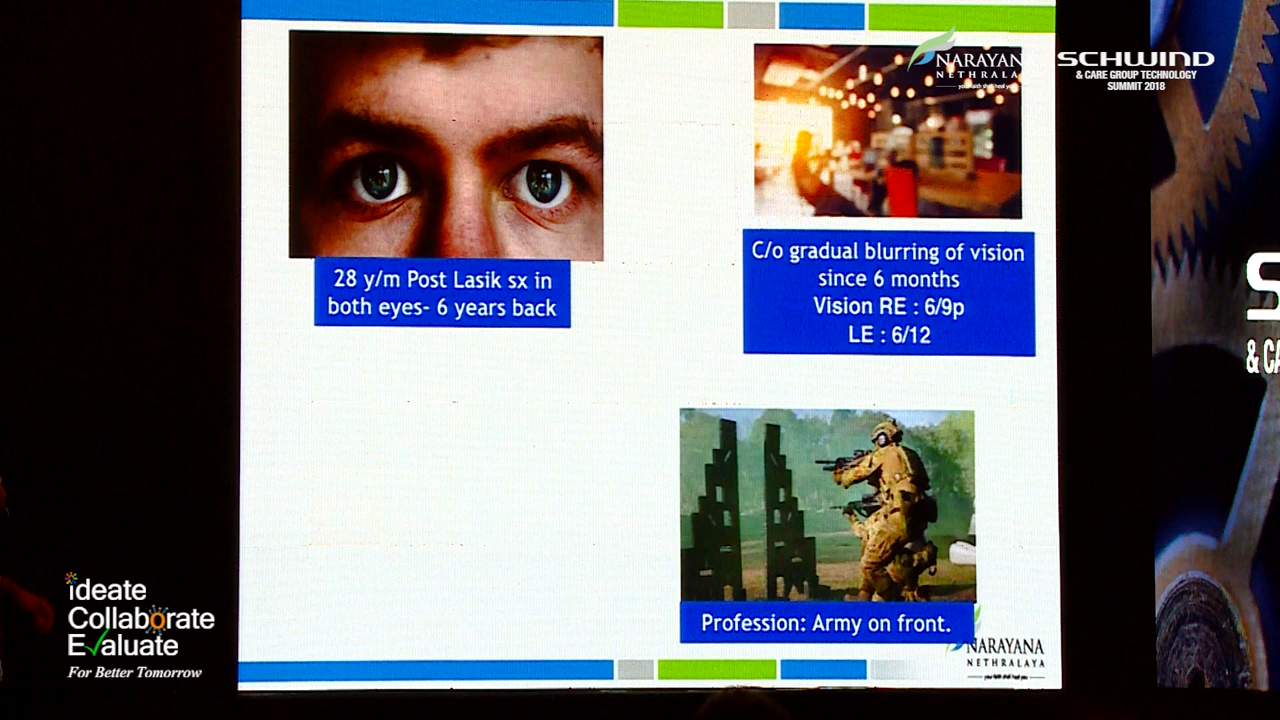 NARAYANA
NETHRALA
SCHWIND
& CARE GROUP TECHNOLOGY
SUMMIT 2018
28 y/m Post Lasik sx in
both eyes- 6 years back
C/o gradual blurring of vision
since 6 months
Vision RE : 6/9p
LE : 6/12
S
& CA
Profession: Army on front.
NARAYANA
NETHRALAYA
ideate
Collaborate
Evaluate
For Better Tomorrow